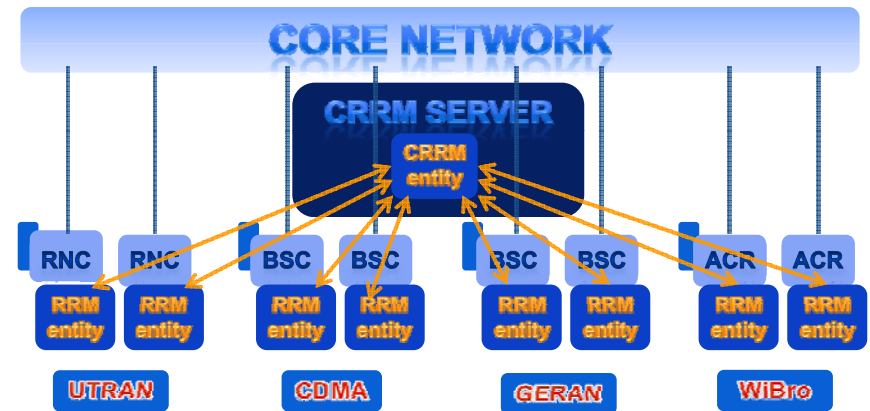 CORE NETWORK
CRRM SERVER
CRRM
entity
RNC
RNC
BSC
BSC
BSC
BSC
ACR
ACR
RRM
entity
RRM
entity
RRM
entity
RRM
entity
RRM
entity
RRM
entity
RRM
entity
RRM
entity
UTRAN
CDMA
GERAN
WiBro